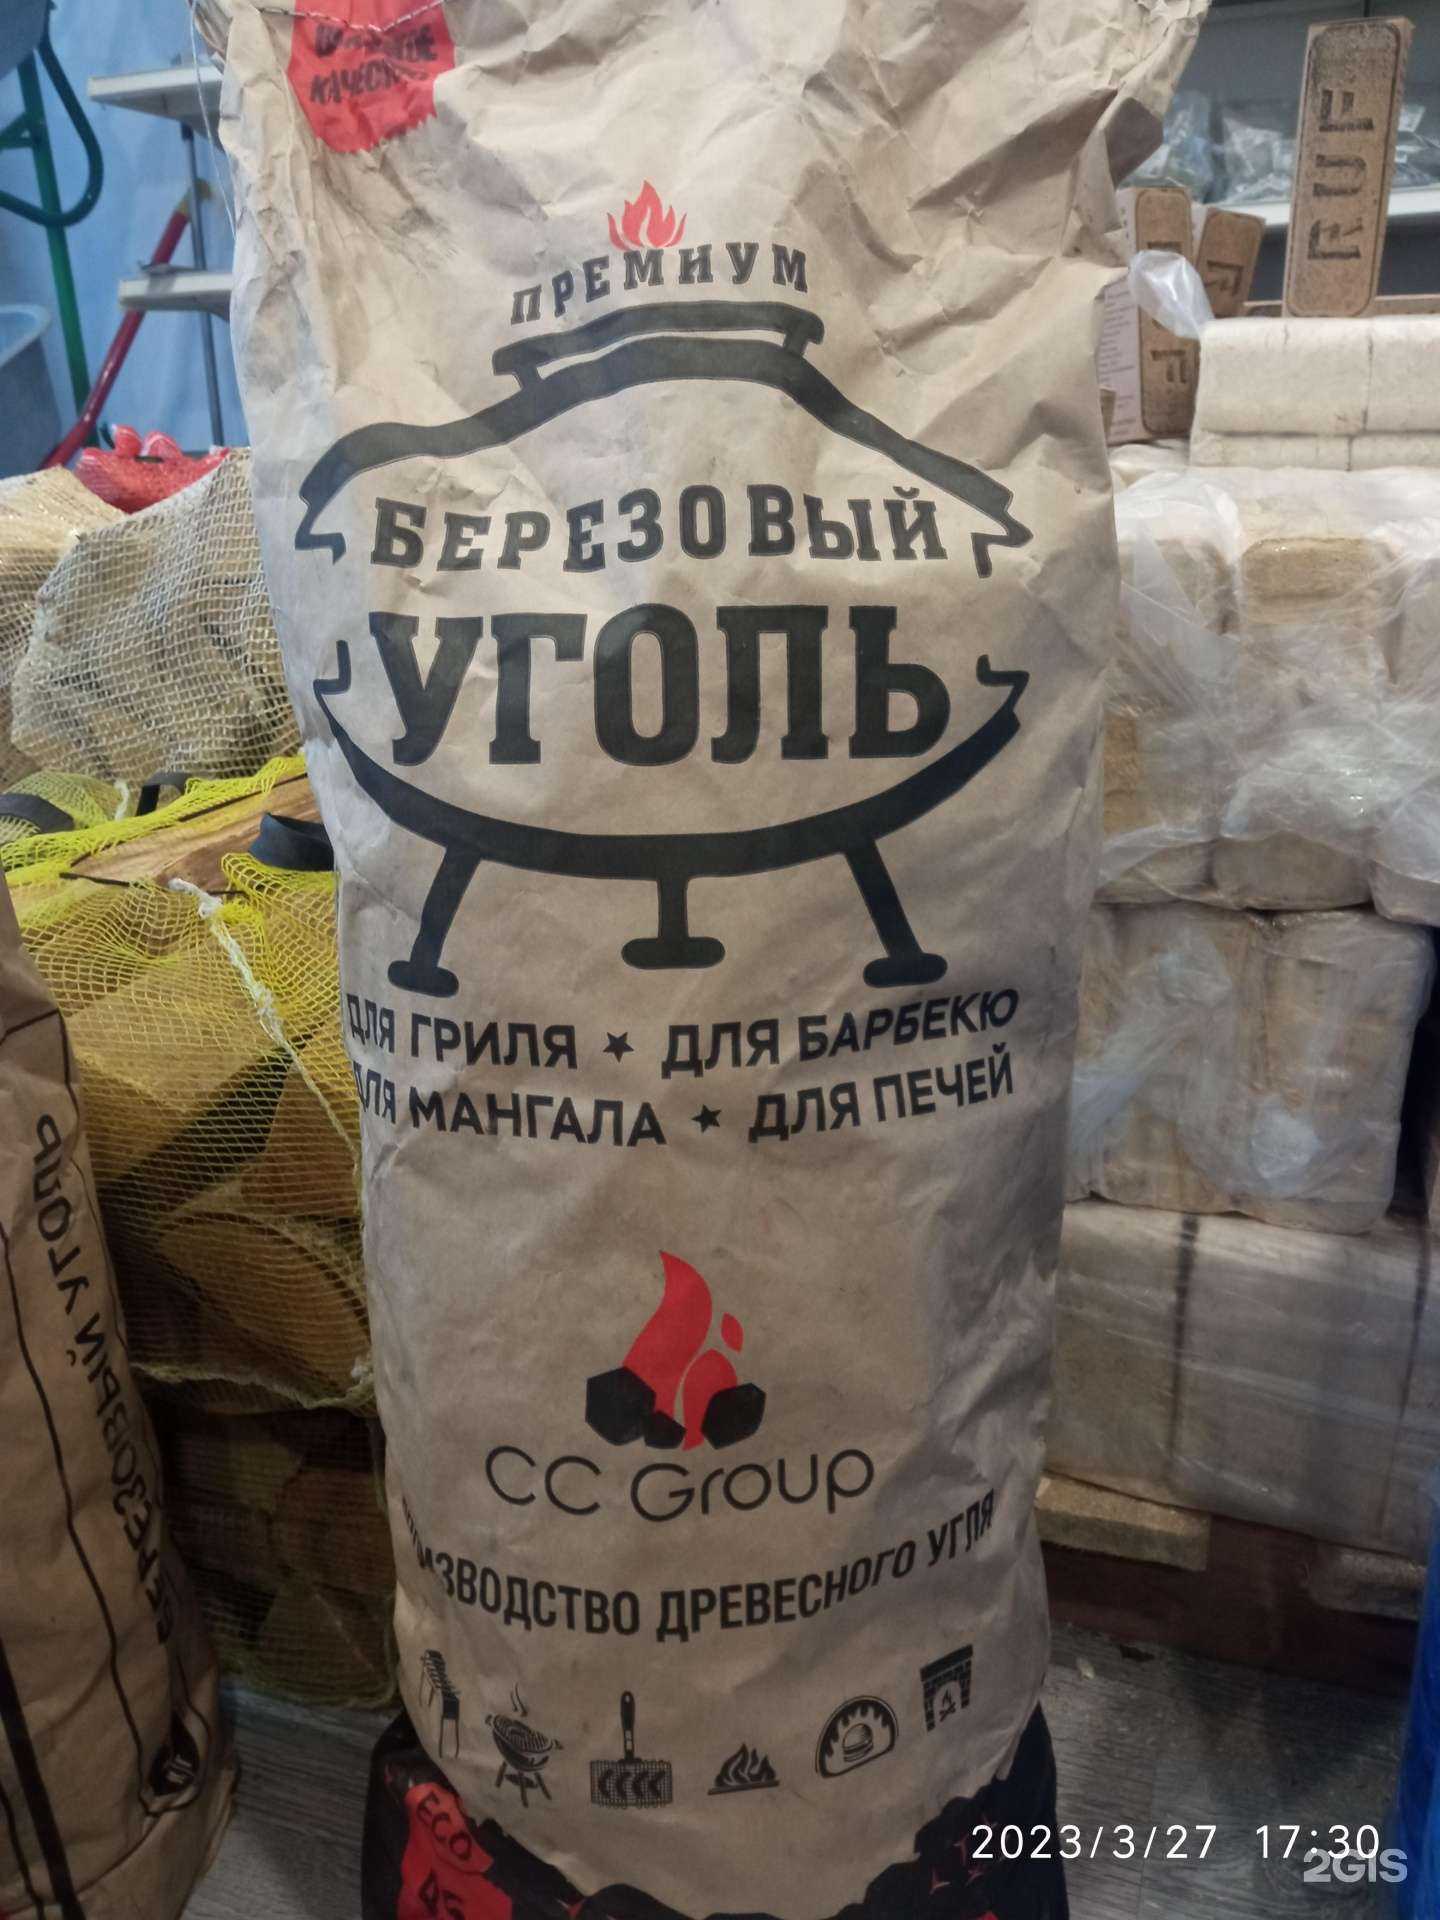 ПРЕМИУМ
БЕРЕЗОВЫЙ
УГОЛЬ
ДЛЯ ГРИЛЯ ★ ДЛЯ БАРБЕКЮ
ДЛЯ МАНГАЛА ★ ДЛЯ ПЕЧЕЙ
CC Group
ПРОИЗВОДСТВО ДРЕВЕСНОГО УГЛЯ
ECO
45
БЕРЕЗОВЫЙ УГОЛЬ
RUF
2023/3/27 17:30
2GIS